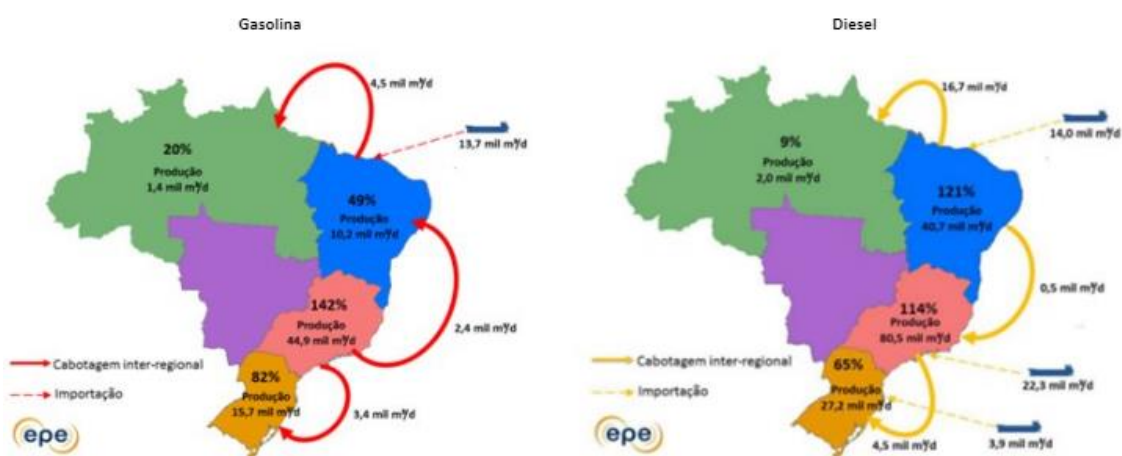 Gasolina
4,5 mil m³/d
13,7 mil m³/d
20%
Produção
1,4 mil m³/d
49%
Produção
10,2 mil m³/d
142%
Produção
44,9 mil m³/d
2,4 mil m³/d
82%
Produção
15,7 mil m³/d
3,4 mil m³/d
Cabotagem inter-regional
Importação
epe
Diesel
16,7 mil m³/d
14,0 mil m³/d
9%
Produção
2,0 mil m³/d
121%
Produção
40,7 mil m³/d
0,5 mil m³/d
114%
Produção
80,5 mil m³/d
22,3 mil m³/d
65%
Produção
27,2 mil m³/d
4,5 mil m³/d
3,9 mil m³/d
Cabotagem inter-regional
Importação
epe